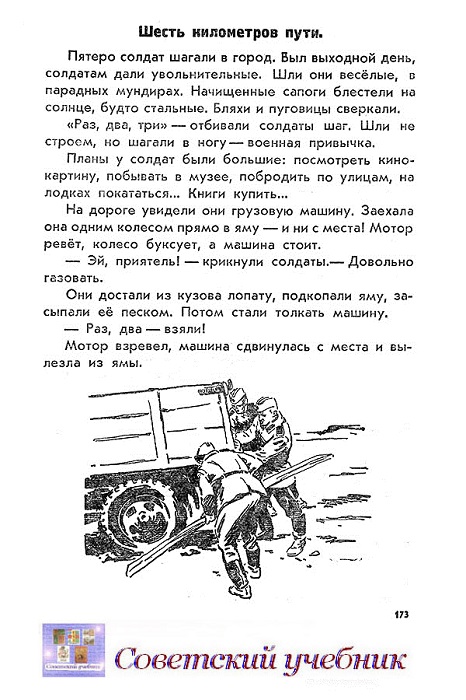 Шесть километров пути.
Пятеро солдат шагали в город. Был выходной день,
солдатам дали увольнительные. Шли они весёлые, в
парадных мундирах. Начищенные сапоги блестели на
солнце, будто стальные. Бляхи и пуговицы сверкали.
«Раз, два, три» — отбивали солдаты шаг. Шли не
строем, но шагали в ногу — военная привычка.
Планы у солдат были большие: посмотреть кино-
картину, побывать в музее, побродить по улицам, на
лодках покататься... Книги купить...
На дороге увидели они грузовую машину. Заехала
она одним колесом прямо в яму — и ни с места! Мотор
ревёт, колесо буксует, а машина стоит.
— Эй, приятель! — крикнули солдаты.— Довольно
газовать.
Они достали из кузова лопату, подкопали яму, за-
сыпали её песком. Потом стали толкать машину.
— Раз, два — взяли!
Мотор взревел, машина сдвинулась с места и вы-
лезла из ямы.
173
Советский учебник
Советский учебник